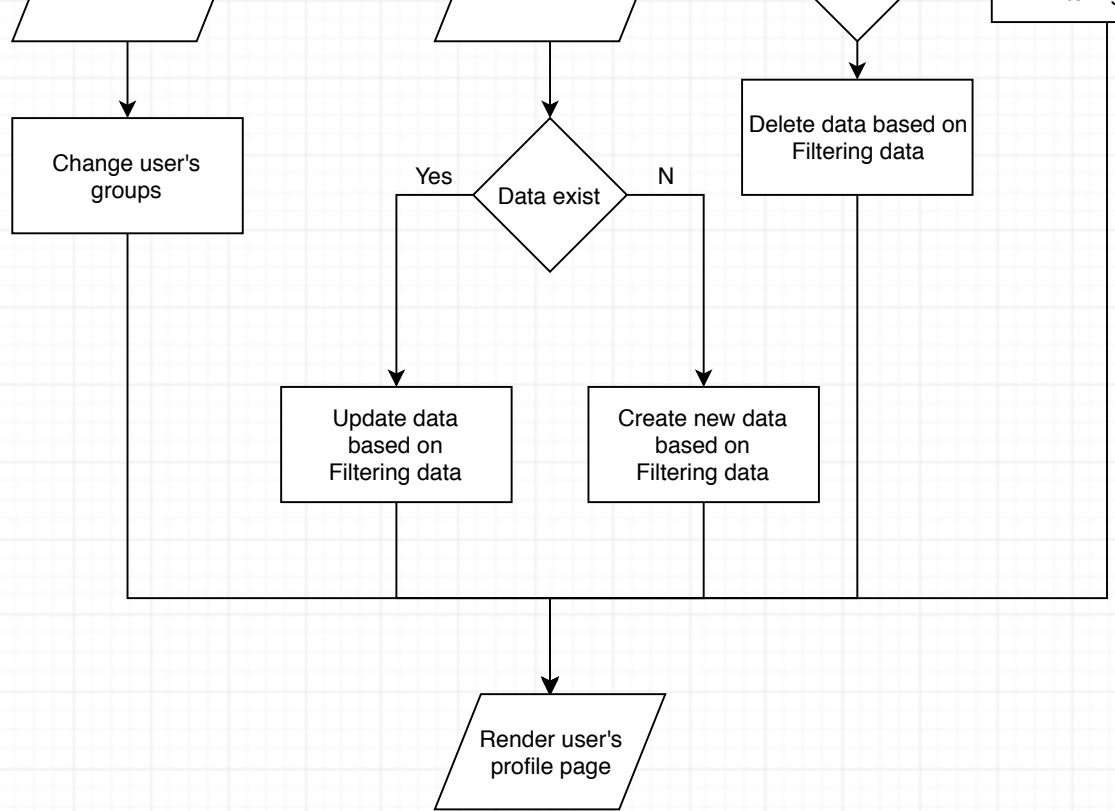 Change user's
groups
Yes
Data exist
N
Delete data based on
Filtering data
Update data
based on
Filtering data
Create new data
based on
Filtering data
Render user's
profile page